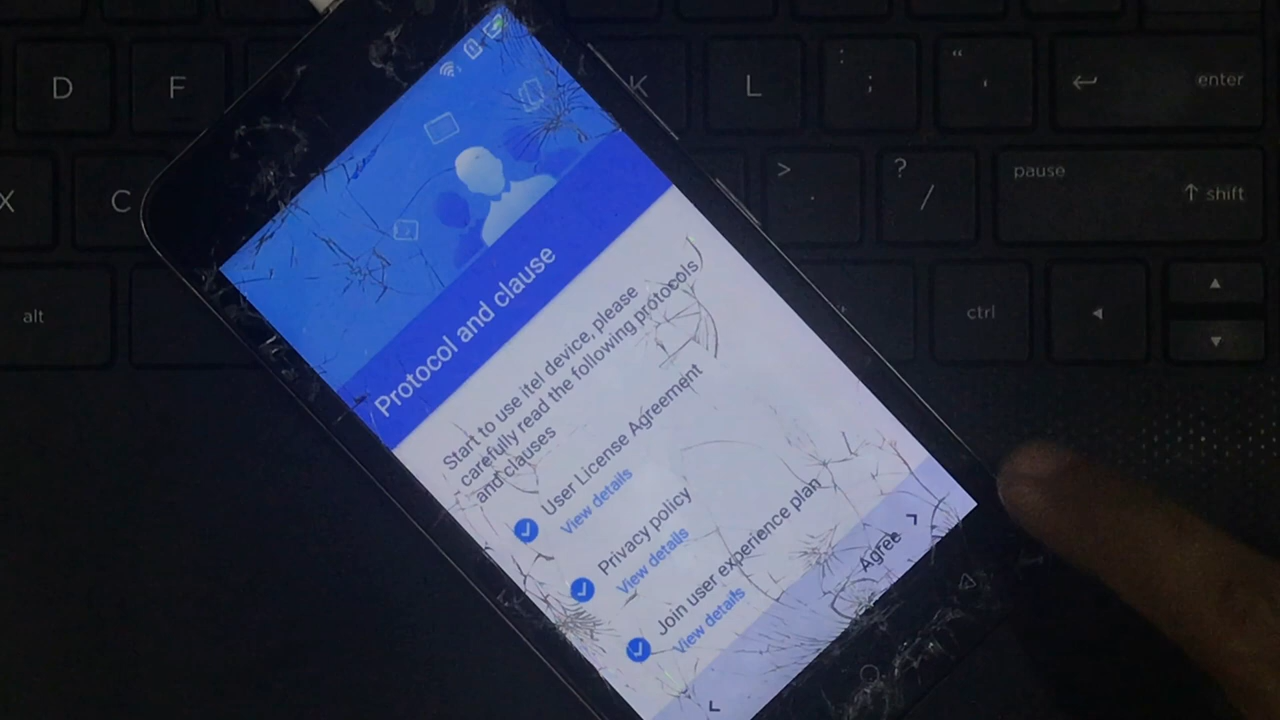 D
F
K
L
:
;
“
'
enter
X
C
>
.
?
/
pause
shift
alt
ctrl
Protocol and clause
Start to use itel device, please
carefully read the following protocols
and clauses
User License Agreement
View details
Privacy policy
View details
Join user experience plan
View details
Agree